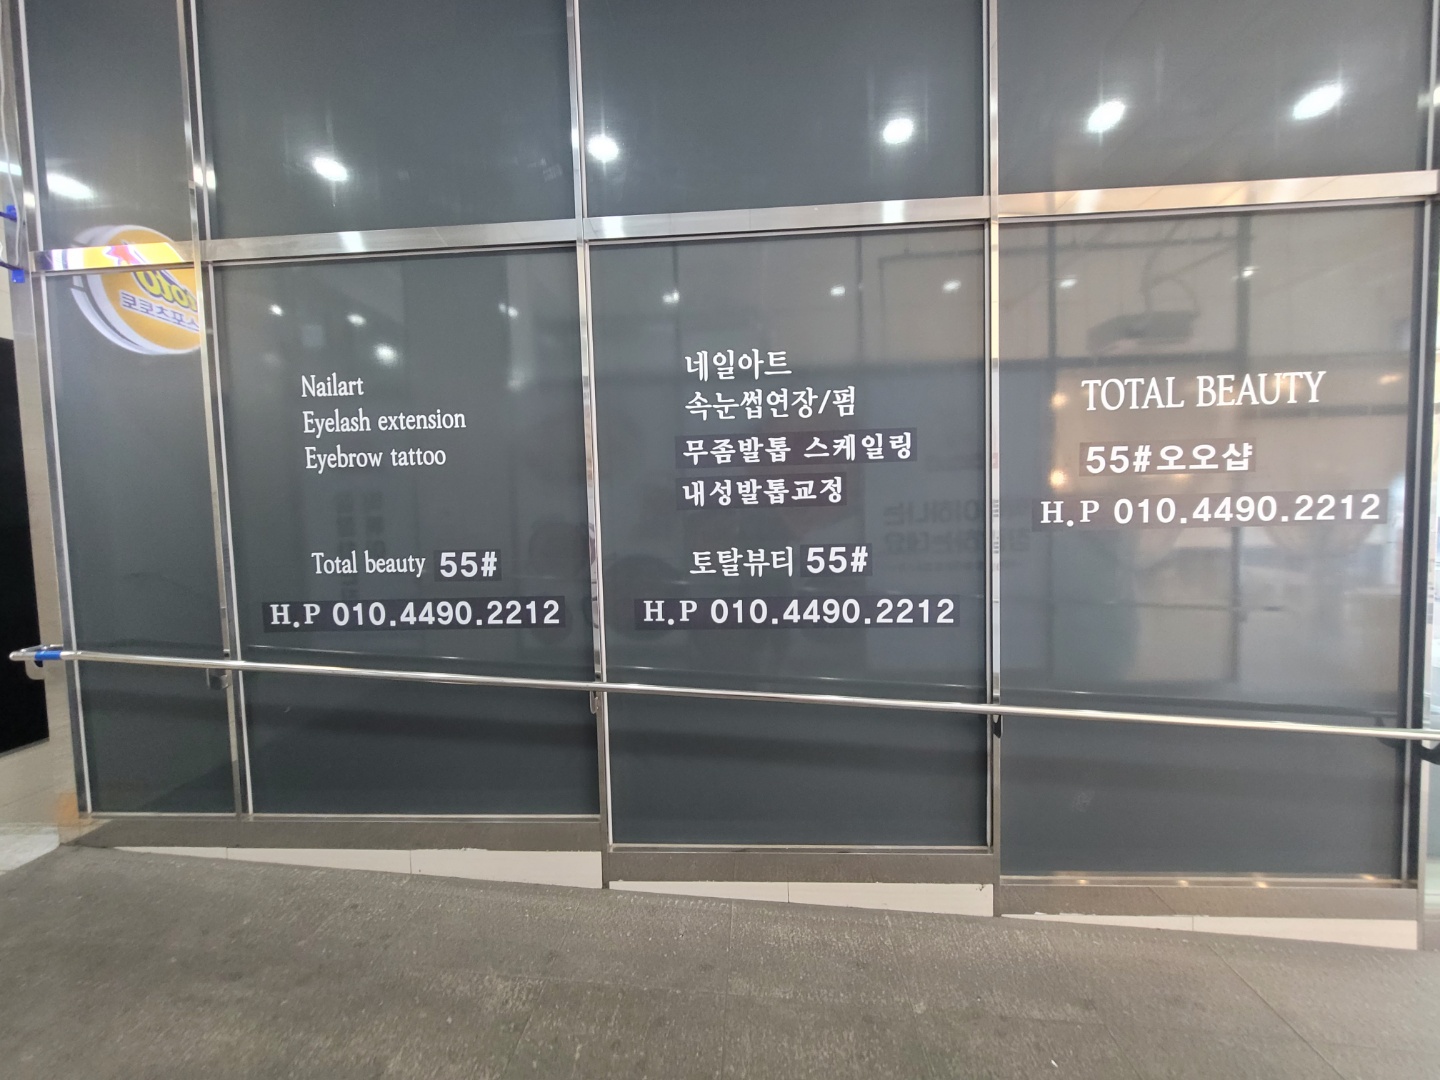 Nailart
Eyelash extension
Eyebrow tattoo
Total beauty 55#
H.P 010.4490.2212
네일아트
속눈썹연장/펌
무좀발톱 스케일링
내성발톱교정
토탈뷰티 55#
H.P 010.4490.2212
TOTAL BEAUTY
55#오오샵
H.P 010.4490.2212